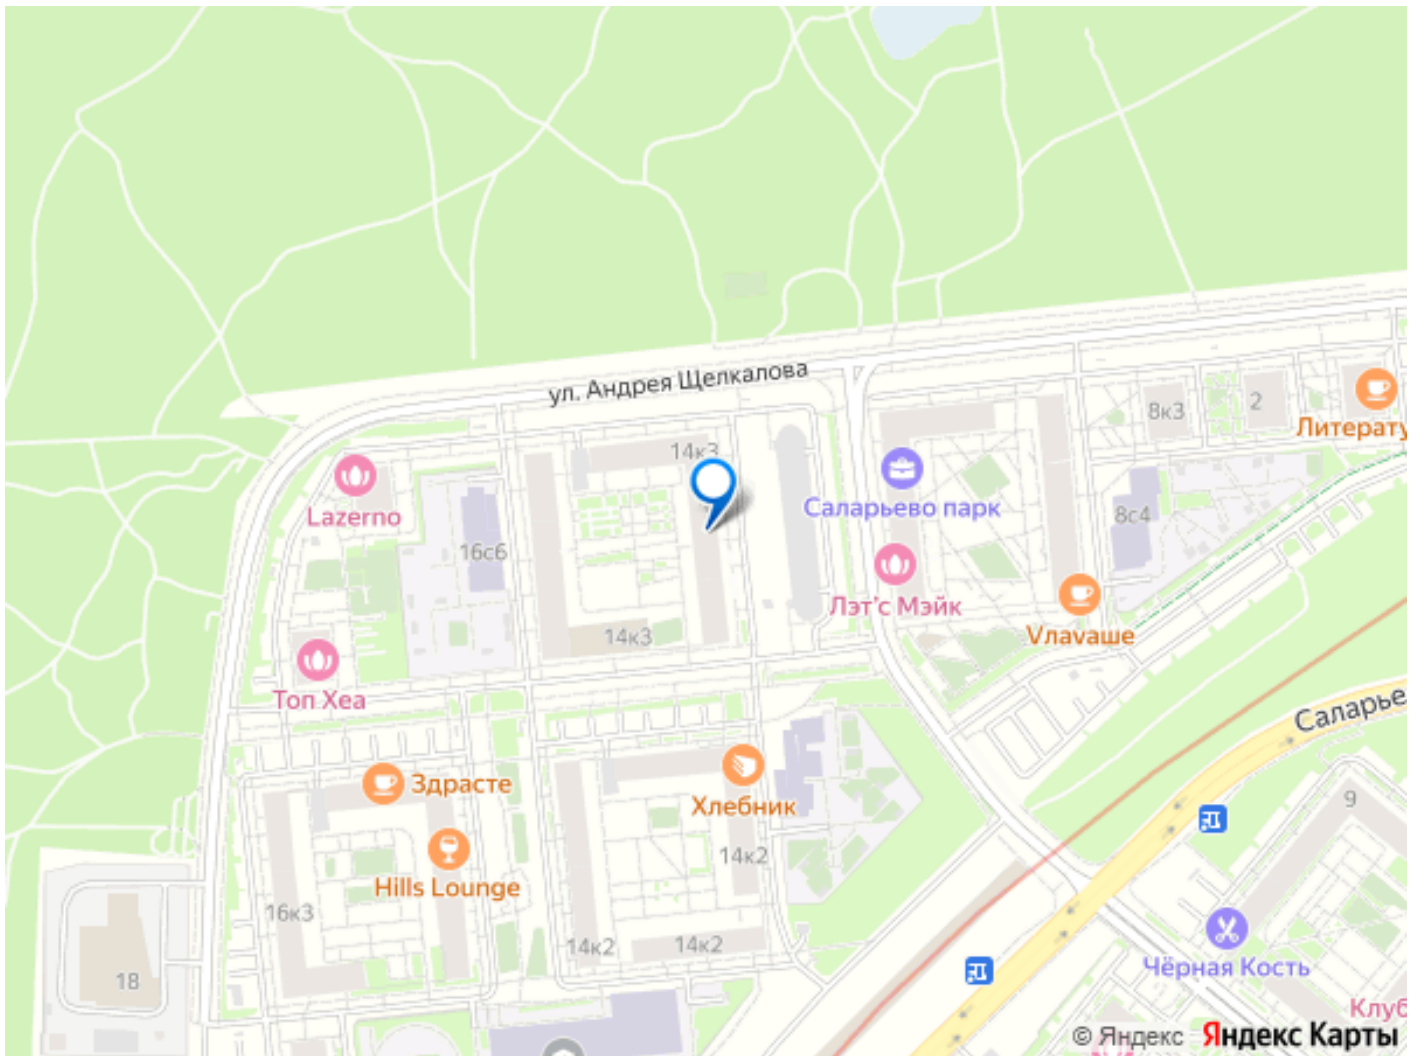 ул. Андрея Щелкалова
8к3
2
Литерату
14к3
Lazerno
Саларьево парк
8с4
16с6
Лэт'с Мэйк
14к3
Vлаvаше
Топ Хеа
Саларье
Здрасте
Хлебник
9
14к2
Hills Lounge
16к3
14к2
14к2
18
Чёрная Кость
Клуб
© Яндекс Яндекс Карты